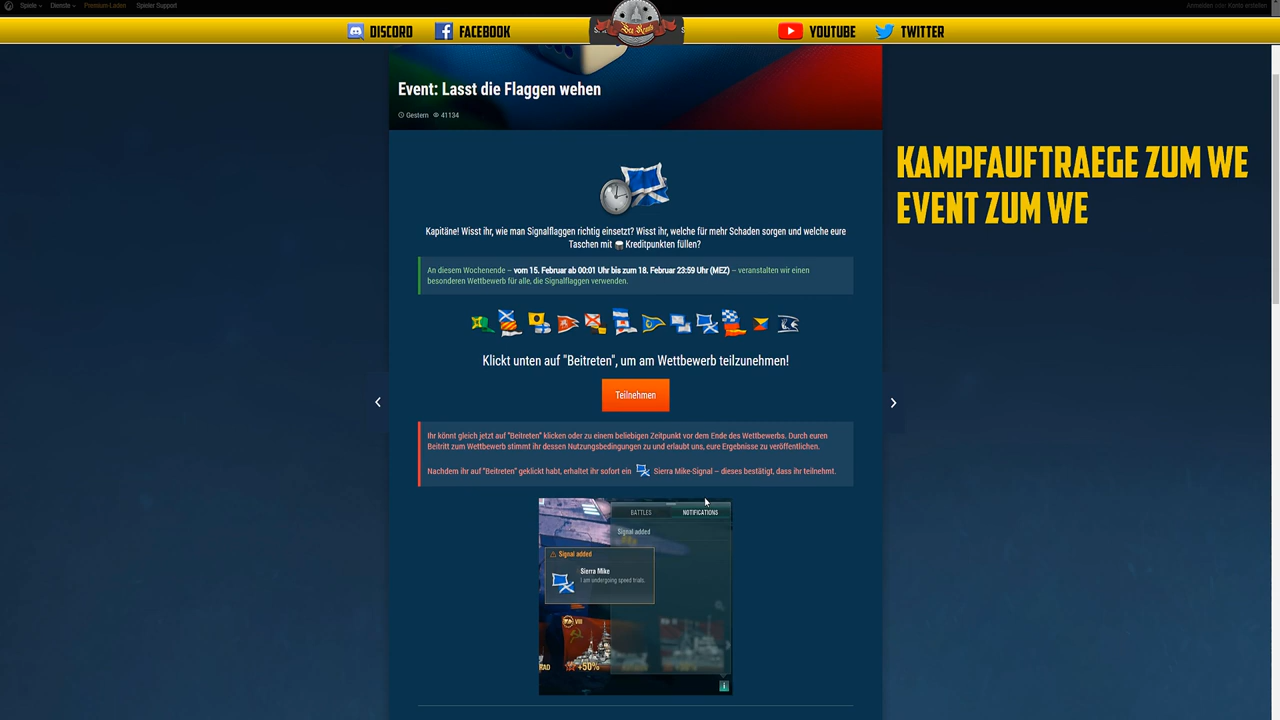 Spiele
Dienste
Premium-Laden
Spieler Support
Anmelden oder Konto erstellen
DISCORD
FACEBOOK
YOUTUBE
TWITTER
Event: Lasst die Flaggen wehen
Gestern 41134
KAMPFAUFTRAEGE ZUM WE
EVENT ZUM WE
Kapitäne! Wisst ihr, wie man Signalflaggen richtig einsetzt? Wisst ihr, welche für mehr Schaden sorgen und welche eure
Taschen mit Kreditpunkten füllen?
An diesem Wochenende – vom 15. Februar ab 00:01 Uhr bis zum 18. Februar 23:59 Uhr (MEZ) – veranstalten wir einen
besonderen Wettbewerb für alle, die Signalflaggen verwenden.
Klickt unten auf "Beitreten", um am Wettbewerb teilzunehmen!
Teilnehmen
Ihr könnt gleich jetzt auf "Beitreten" klicken oder zu einem beliebigen Zeitpunkt vor dem Ende des Wettbewerbs. Durch euren
Beitritt zum Wettbewerb stimmt ihr dessen Nutzungsbedingungen zu und erlaubt uns, eure Ergebnisse zu veröffentlichen.
Nachdem ihr auf "Beitreten" geklickt habt, erhaltet ihr sofort ein Sierra Mike-Signal – dieses bestätigt, dass ihr teilnehmt.
BATTLES
NOTIFICATIONS
Signal added
Signal added
Sierra Mike
I am undergoing speed trials.
VIII
+50%